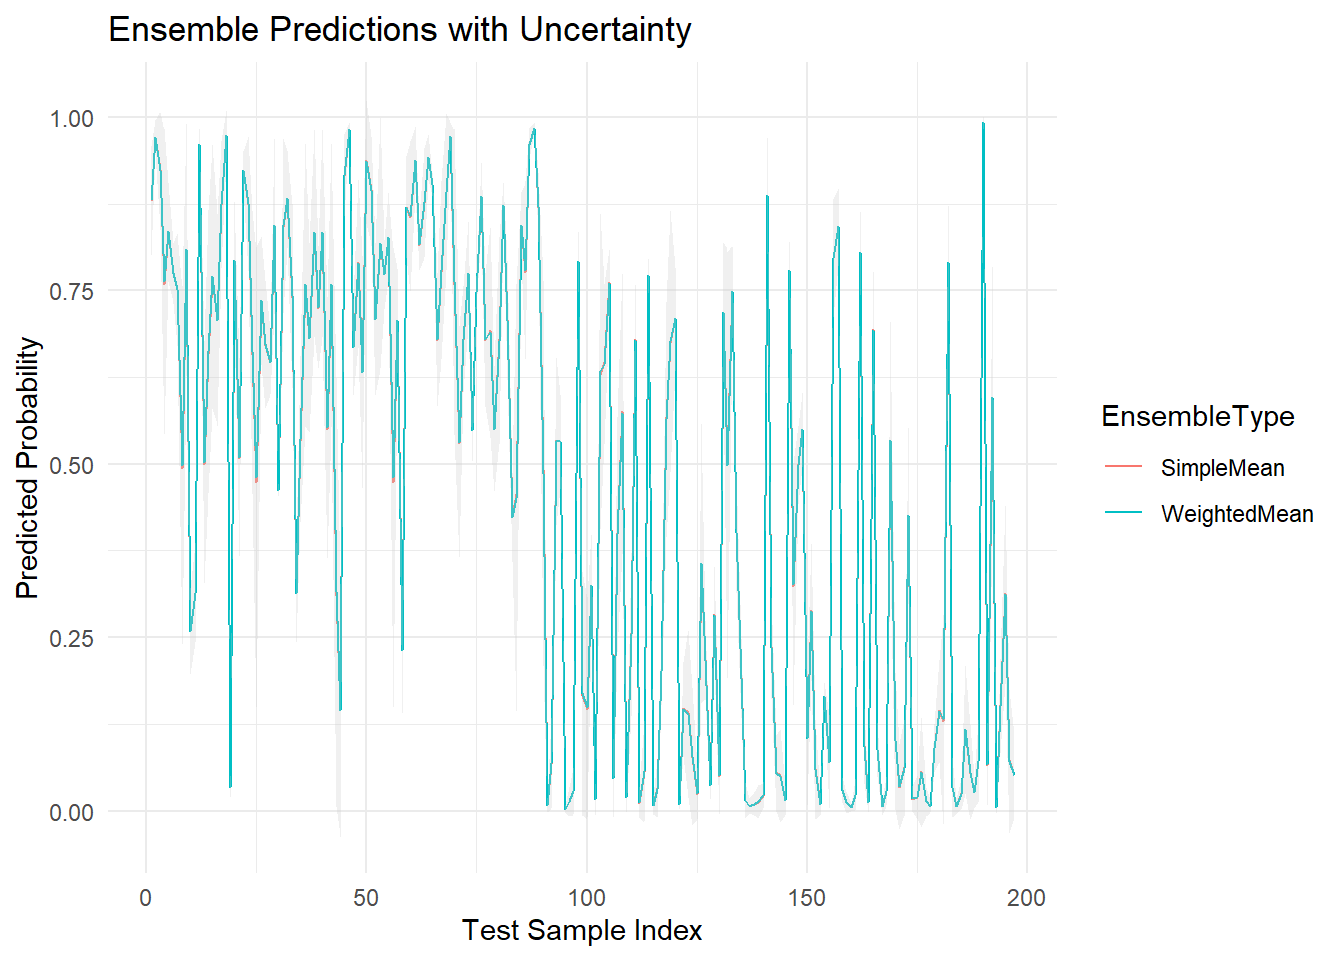 Ensemble Predictions with Uncertainty
Predicted Probability
1.00
0.75
0.50
0.25
0.00
0
50
100
150
200
Test Sample Index
EnsembleType
SimpleMean
WeightedMean